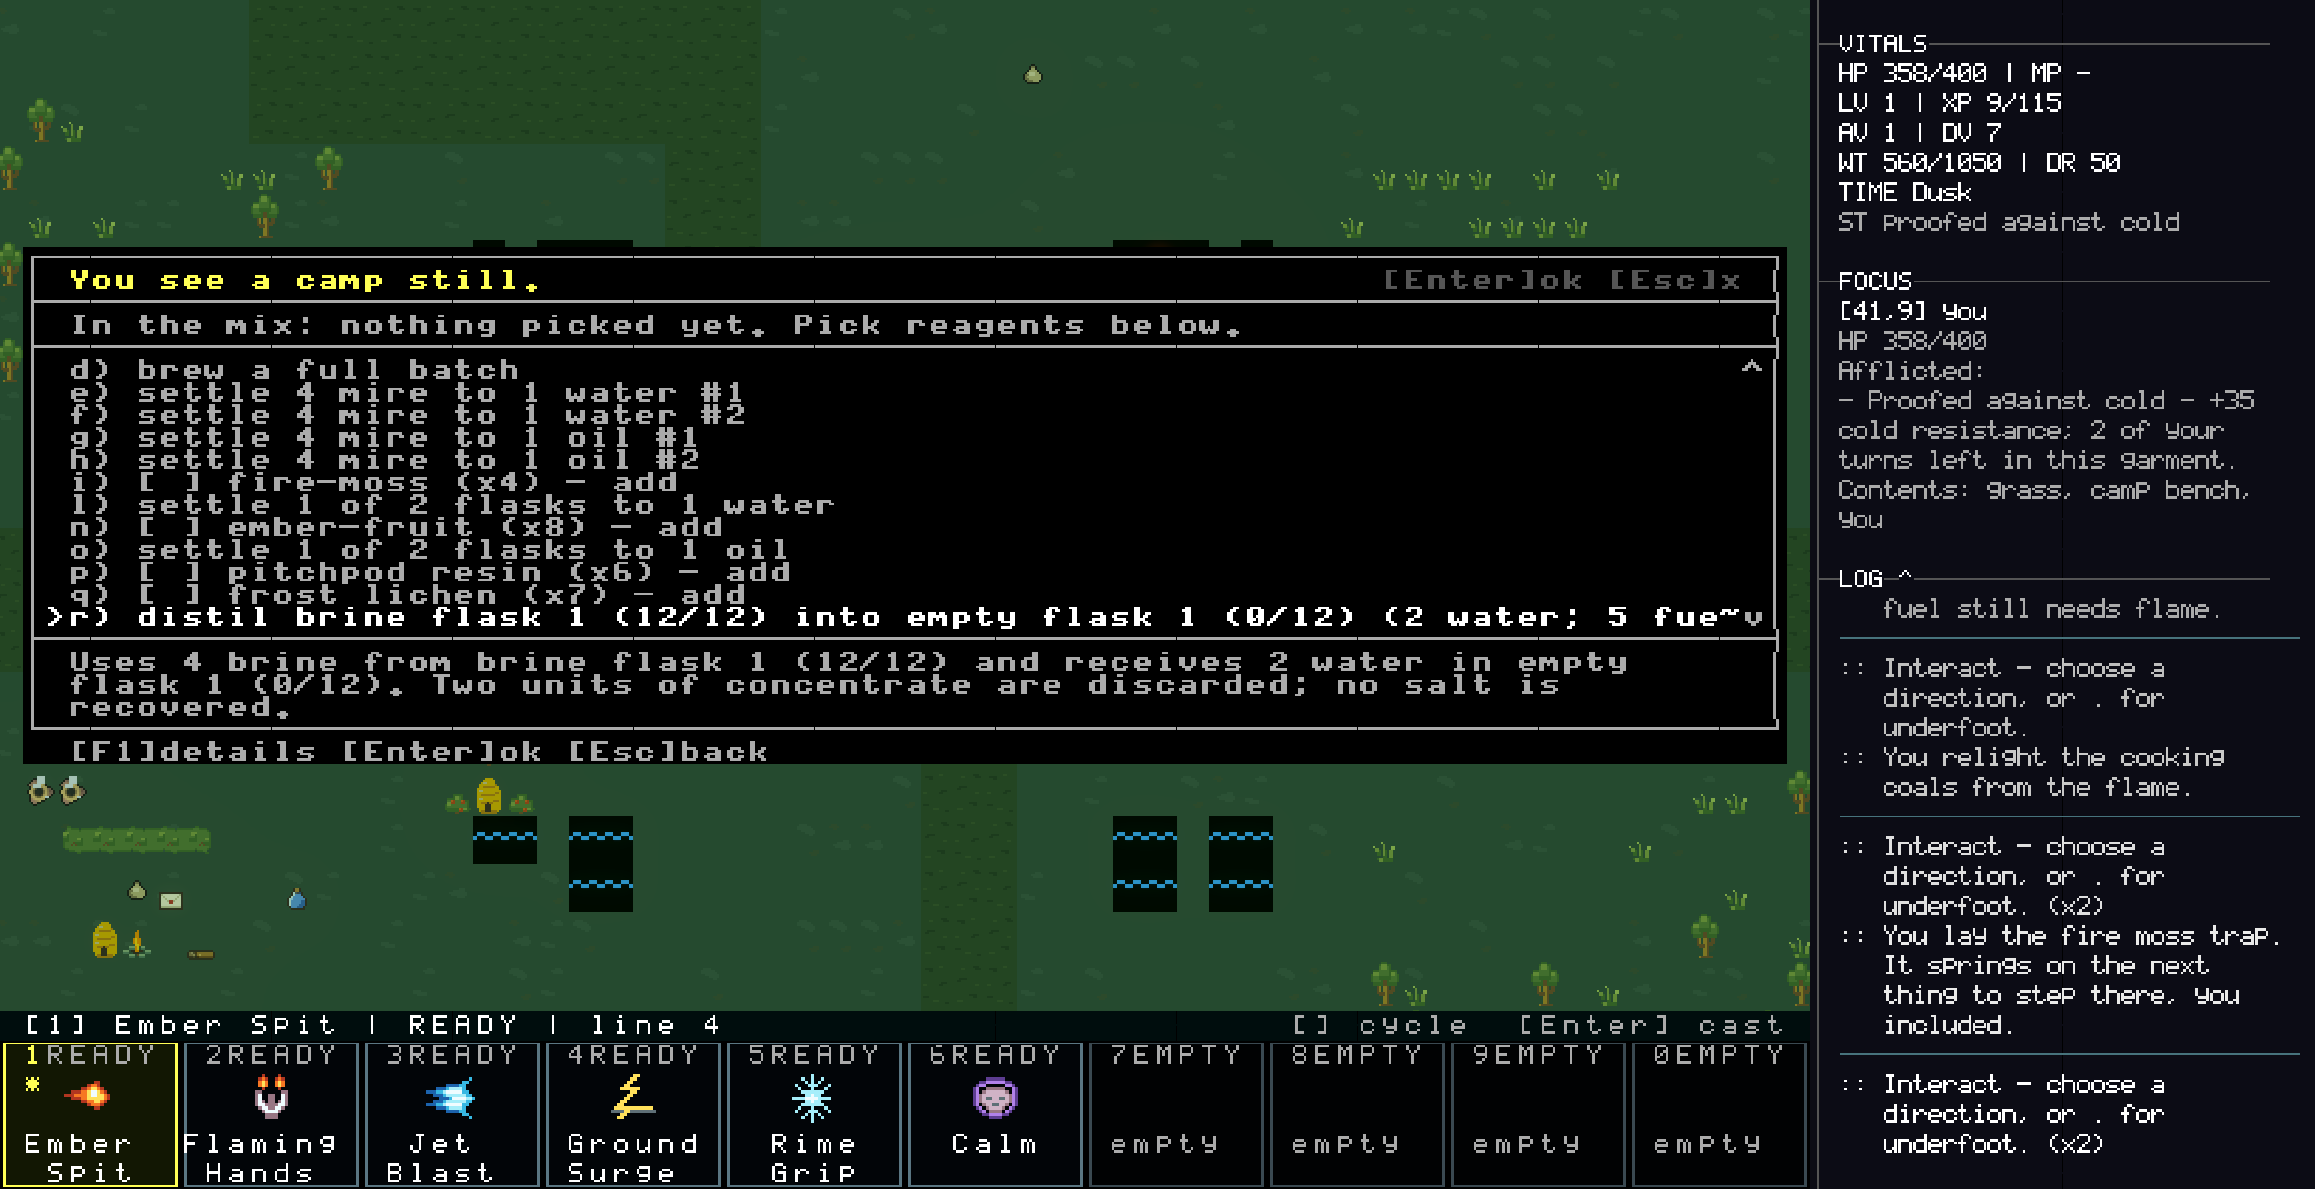 You see a camp still.
[Enter]ok [Esc]x
In the mix: nothing picked yet. Pick reagents below.
d) brew a full batch
^
e) settle 4 mire to 1 water #1
f) settle 4 mire to 1 water #2
g) settle 4 mire to 1 oil #1
h) settle 4 mire to 1 oil #2
i) [ ] fire-moss (x4) - add
l) settle 1 of 2 flasks to 1 water
n) [ ] ember-fruit (x8) - add
o) settle 1 of 2 flasks to 1 oil
p) [ ] pitchpod resin (x6) - add
q) [ ] frost lichen (x7) - add
>r) distil brine flask 1 (12/12) into empty flask 1 (0/12) (2 water; 5 fue~v
Uses 4 brine from brine flask 1 (12/12) and receives 2 water in empty
flask 1 (0/12). Two units of concentrate are discarded; no salt is
recovered.
[F1]details [Enter]ok [Esc]back
[1] Ember Spit | READY | line 4
[] cycle [Enter] cast
1READY
2READY
3READY
4READY
5READY
6READY
7EMPTY
8EMPTY
9EMPTY
0EMPTY
Ember
Spit
Flaming
Hands
Jet
Blast
Ground
Surge
Rime
Grip
Calm
empty
empty
empty
empty
VITALS
HP 358/400 | MP -
LV 1 | XP 9/115
AV 1 | DV 7
WT 560/1050 | DR 50
TIME Dusk
ST Proofed against cold
FOCUS
[41,9] You
HP 358/400
Afflicted:
- Proofed against cold - +35
cold resistance; 2 of your
turns left in this garment.
Contents: grass, camp bench,
you
LOG ^
fuel still needs flame.
:: Interact - choose a
direction, or . for
underfoot.
:: You relight the cooking
coals from the flame.
:: Interact - choose a
direction, or . for
underfoot. (x2)
:: You lay the fire moss trap.
It springs on the next
thing to step there, you
included.
:: Interact - choose a
direction, or . for
underfoot. (x2)